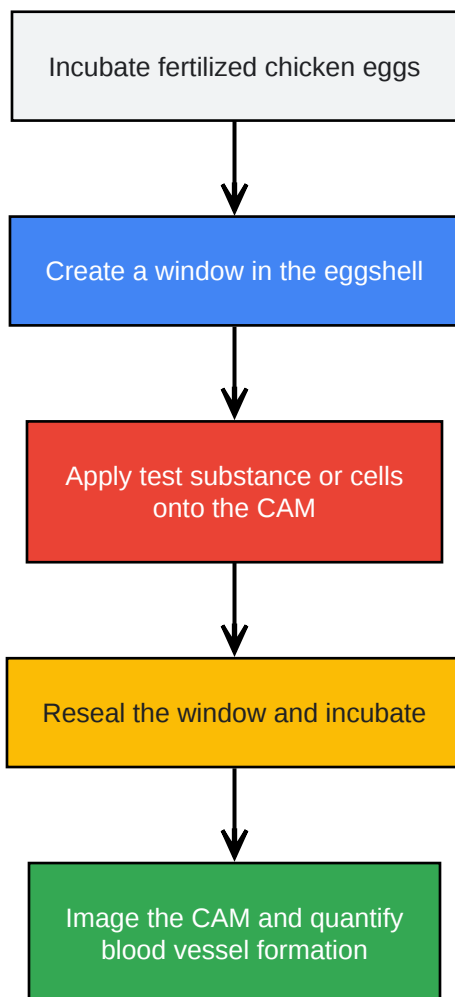 Incubate fertilized chicken eggs
Create a window in the eggshell
Apply test substance or cells
onto the CAM
Reseal the window and incubate
Image the CAM and quantify
blood vessel formation